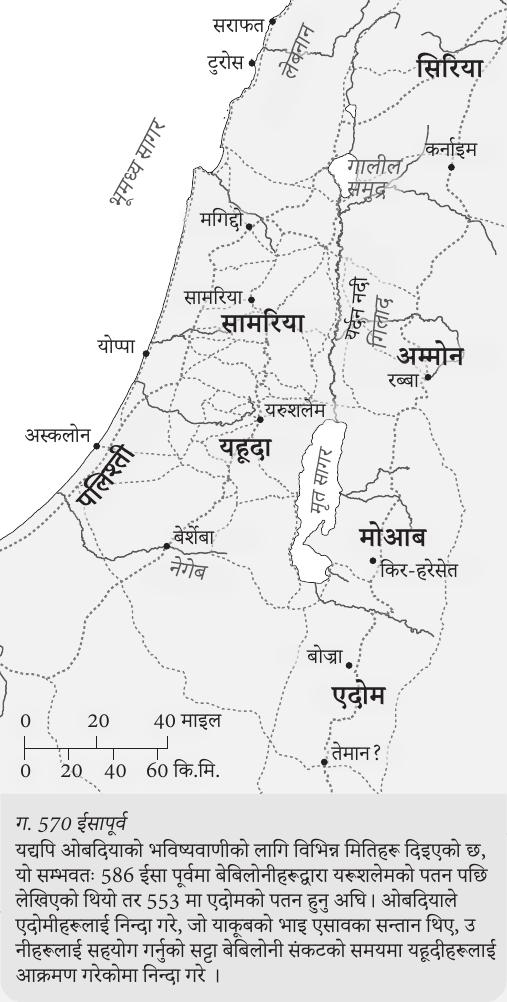 सराफत
टुरोस
लेबनान
सिरिया
भूमध्य सागर
कर्नाइम
गालील
समुद्र
मगिद्दो
यर्दन नदी
गिलाद
सामरिया
सामरिया
योप्पा
अम्मोन
रब्बा
यरुशलेम
अस्कलोन
यहूदा
पलिश्ती
मृत सागर
मोआब
बेर्शेबा
नेगेब
किर-हरेसेत
बोज्रा
एदोम
0 20 40 माइल
तेमान?
0 20 40 60 कि.मि.
ग. 570 ईसापूर्व
यद्यपि ओबदियाको भविष्यवाणीको लागि विभिन्न मितिहरू दिइएको छ,
यो सम्भवतः 586 ईसा पूर्वमा बेबिलोनीहरूद्वारा यरूशलेमको पतन पछि
लेखिएको थियो तर 553 मा एदोमको पतन हुनु अघि। ओबदियाले
एदोमीहरूलाई निन्दा गरे, जो याकूबको भाइ एसावका सन्तान थिए, उ
नीहरूलाई सहयोग गर्नुको सट्टा बेबिलोनी संकटको समयमा यहूदीहरूलाई
आक्रमण गरेकोमा निन्दा गरे ।